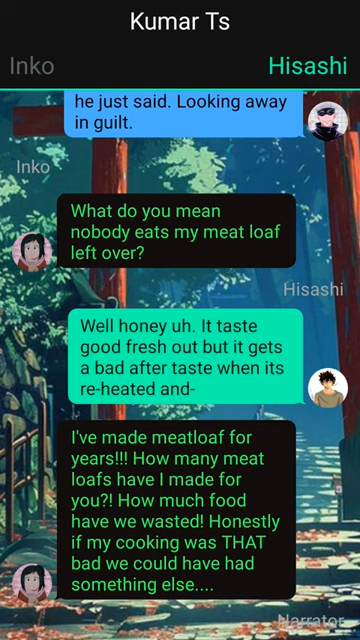 Kumar Ts
Inko
Hisashi
he just said. Looking away
in guilt.
Inko
What do you mean
nobody eats my meat loaf
left over?
Hisashi
Well honey uh. It taste
good fresh out but it gets
a bad after taste when its
re-heated and-
I've made meatloaf for
years!!! How many meat
loafs have I made for
you?! How much food
have we wasted! Honestly
if my cooking was THAT
bad we could have had
something else....
Narrator